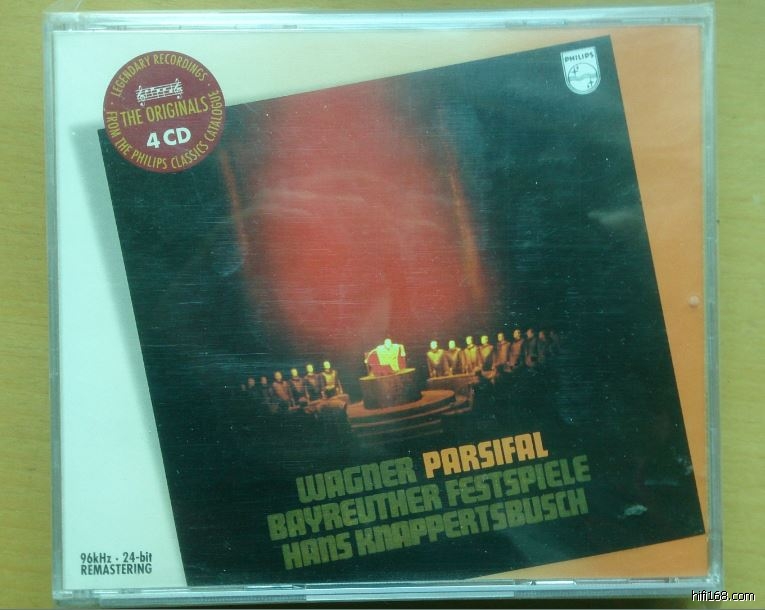 LEGENDARY RECORDINGS
THE ORIGINALS
4 CD
FROM THE PHILIPS CLASSICS CATALOGUE
PHILIPS
WAGNER PARSIFAL
BAYREUTHER FESTSPIELE
HANS KNAPPERTSBUSCH
96kHz · 24-bit
REMASTERING
hifi168.com